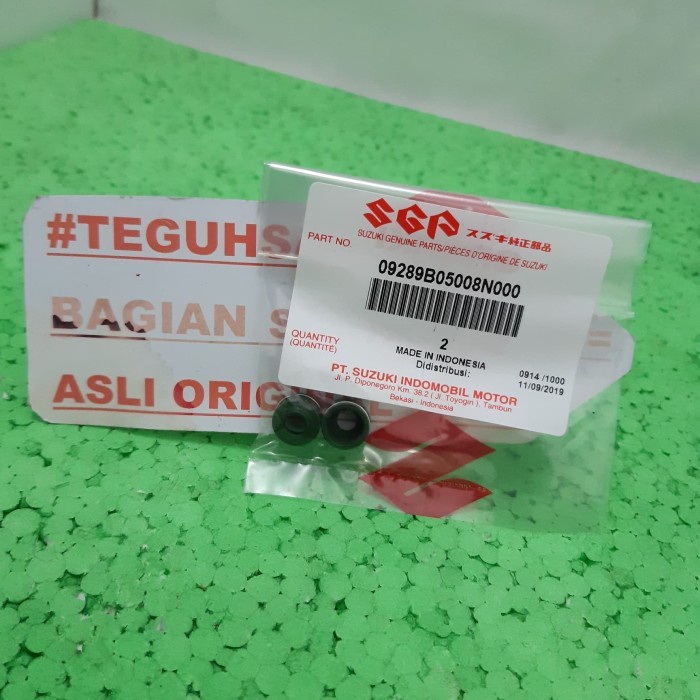 #TEGUHS
BAGIAN S
ASLI ORIG
SGP スズキ純正部品
SUZUKI GENUINE PARTS/PIÈCES D'ORIGINE DE SUZUKI
PART NO.
09289B05008N000
QUANTITY
(QUANTITÉ)
2
MADE IN INDONESIA
Didistribusi:
0914 /1000
11/09/2019
PT. SUZUKI INDOMOBIL MOTOR
Jl. P. Diponegoro Km. 38.2 ( Jl. Toyogiri ), Tambun
Bekasi - Indonesia